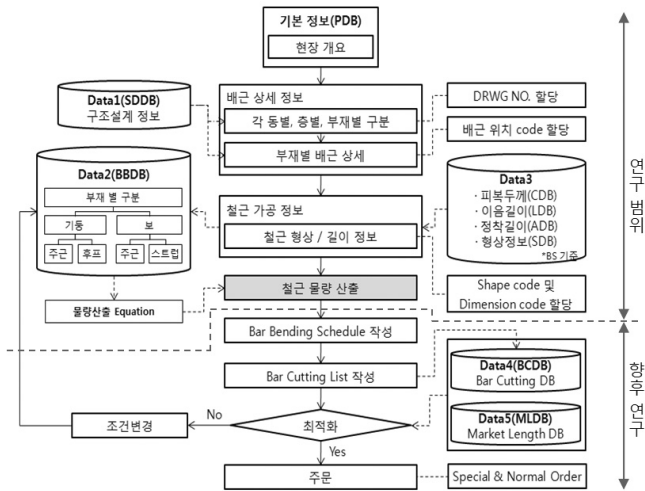 기본 정보(PDB)
현장 개요
Data1(SDDB)
구조설계 정보
배근 상세 정보
각 동별, 층별, 부재별 구분
부재별 배근 상세
DRWG NO. 할당
배근 위치 code 할당
Data2(BBDB)
부재 별 구분
기둥
보
주근
후프
주근
스트럽
철근 가공 정보
철근 형상 / 길이 정보
Data3
· 피복두께(CDB)
· 이음길이(LDB)
· 정착길이(ADB)
· 형상정보(SDB)
*BS 기준
연구 범위
물량산출 Equation
철근 물량 산출
Shape code 및
Dimension code 할당
Bar Bending Schedule 작성
Bar Cutting List 작성
Data4(BCDB)
Bar Cutting DB
Data5(MLDB)
Market Length DB
향후 연구
조건변경
No
최적화
Yes
주문
Special & Normal Order